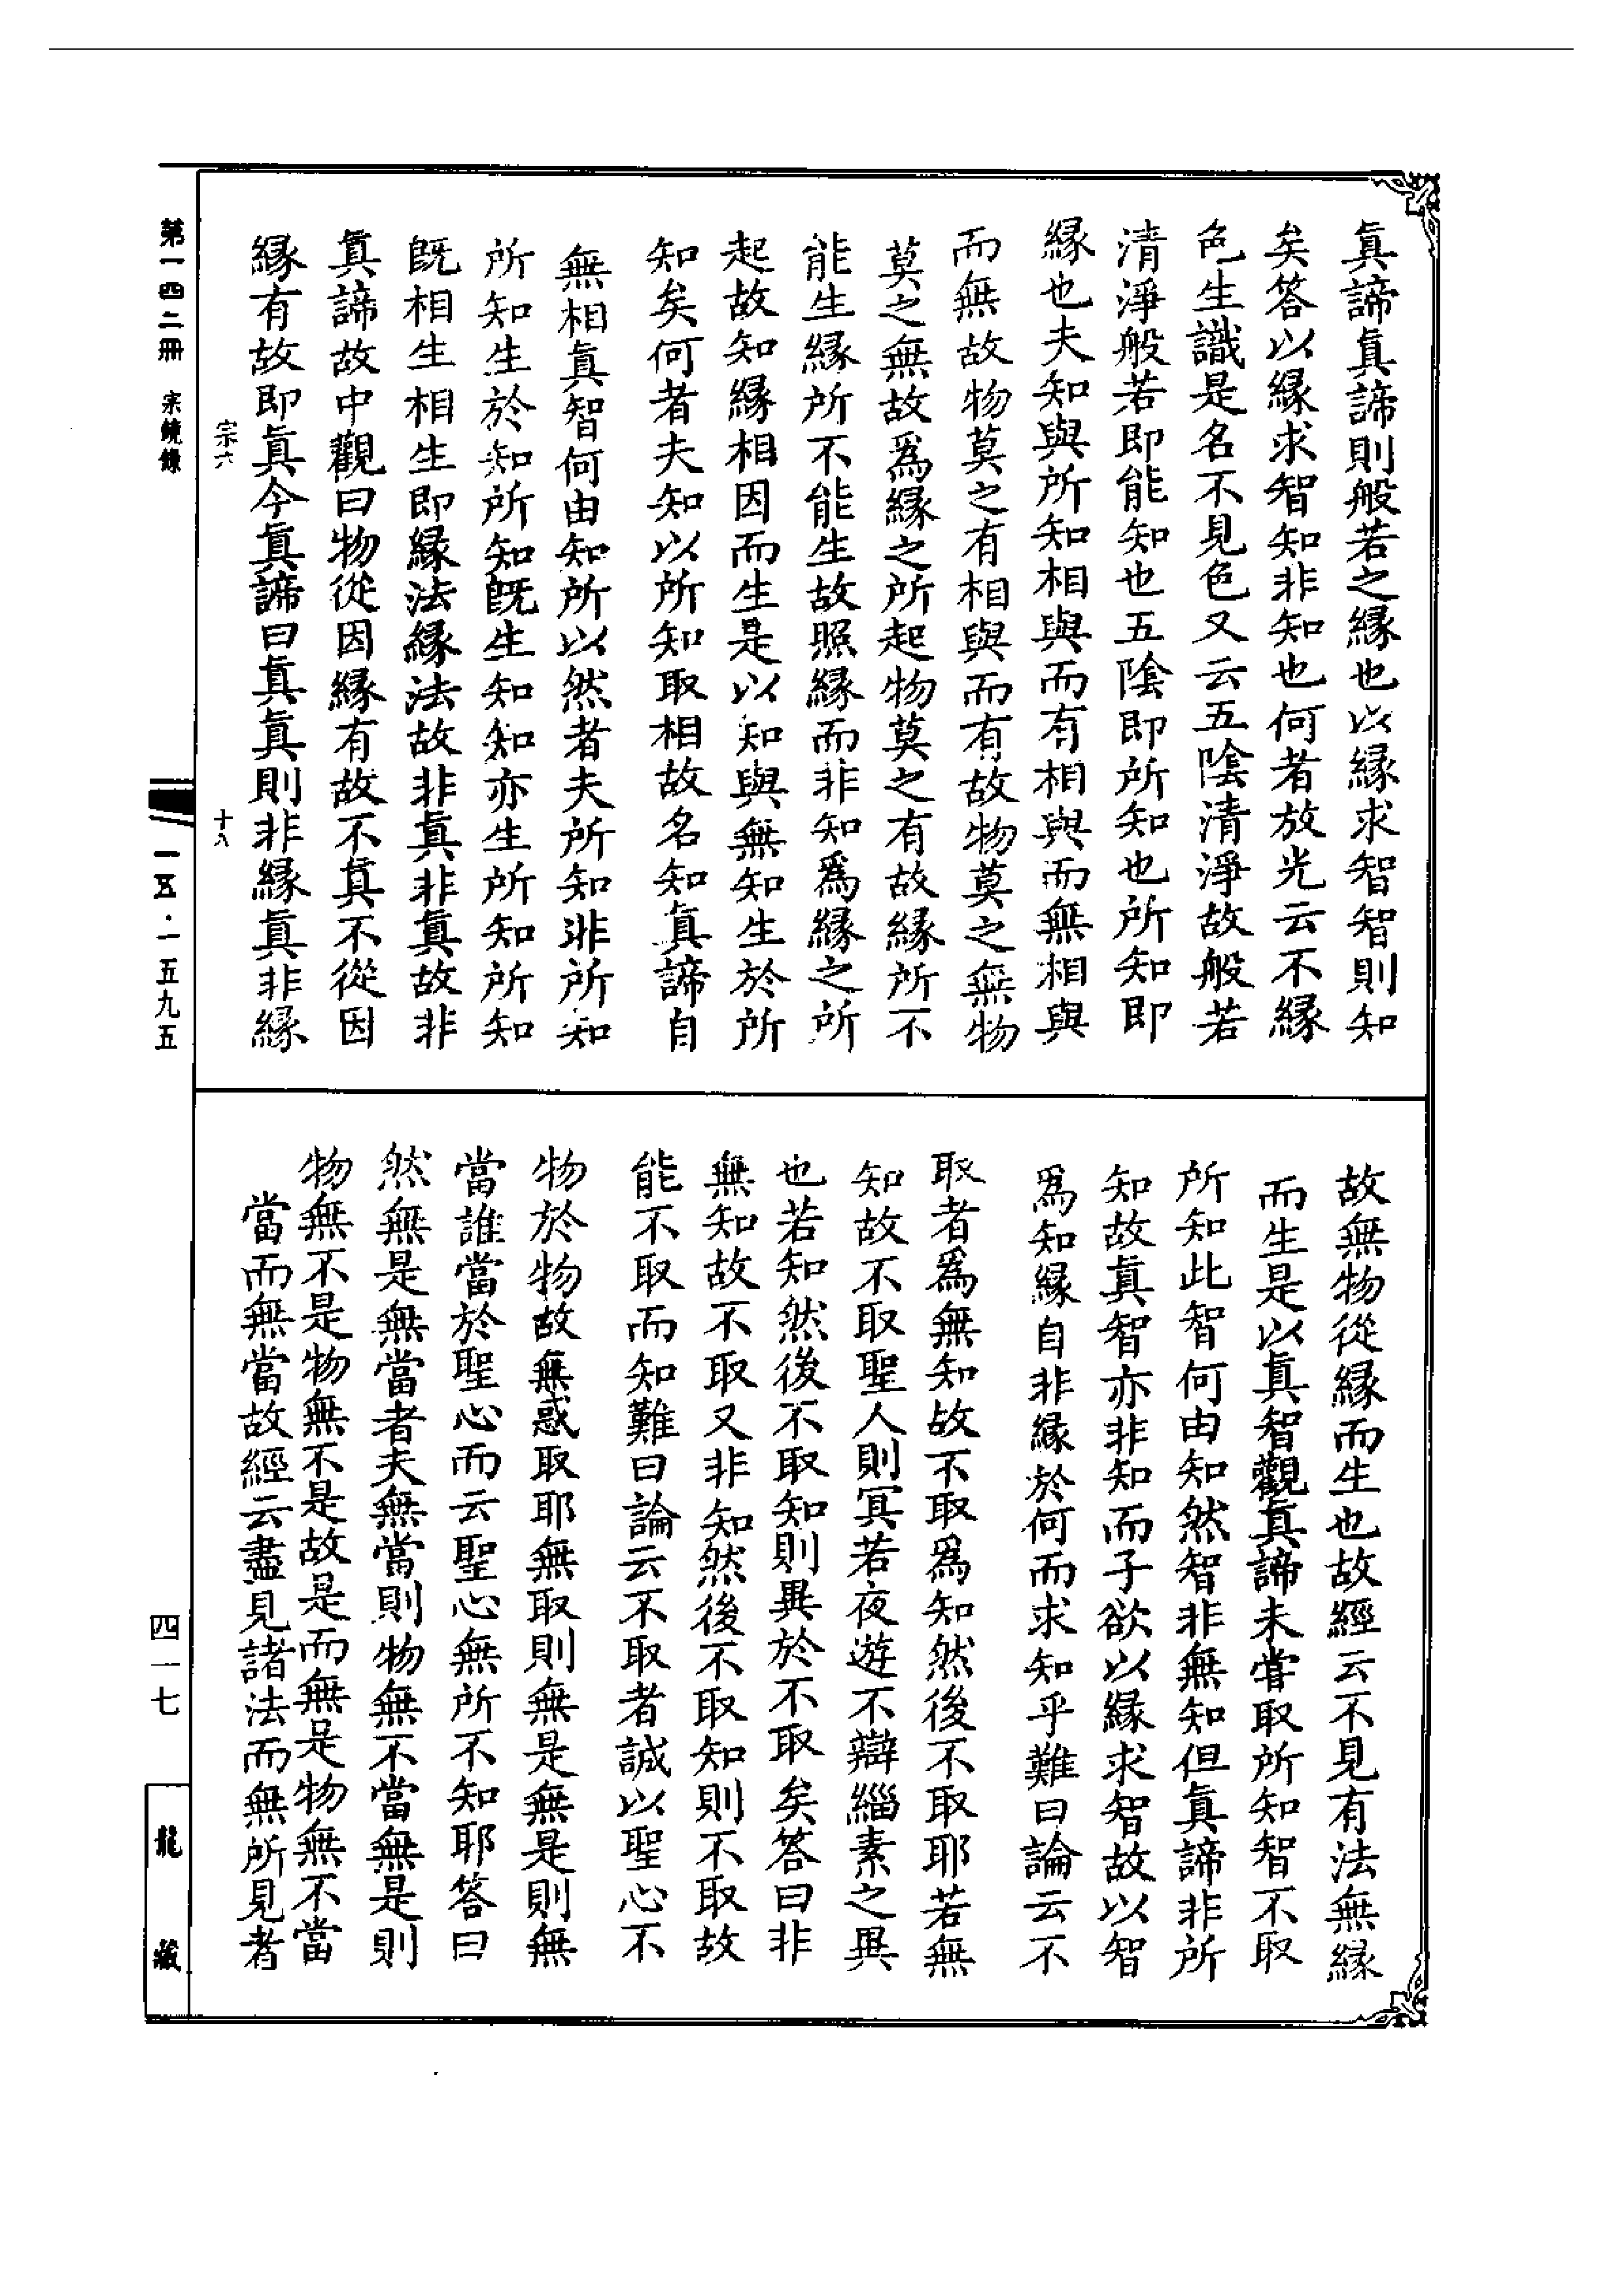 真諦真諦則般若之緣也以緣求智智則知
矣答以緣求智知非知也何者放光云不緣
色生識是名不見色又云五陰清淨故般若
清淨般若即能知也五陰即所知也所知即
緣也夫知與所知相與而有相與而無相與
而無故物莫之有相與而有故物莫之無物
莫之無故爲緣之所起物莫之有故緣所不
能生緣所不能生故照緣而非知爲緣之所
起故知緣相因而生是以知與無知生於所
知矣何者夫知以所知取相故名知真諦自
無相真智何由知所以然者夫所知非所知
所知生於知所知既生知知亦生所知所知
既相生相生即緣法緣法故非真非真故非
真諦故中觀曰物從因緣有故不真不從因
緣有故即真今真諦曰真真則非緣真非緣
宗六
十八
第一四二冊 宗鏡錄
一五·一五九五
故無物從緣而生也故經云不見有法無緣
而生是以真智觀真諦未甞取所知智不取
所知此智何由知然智非無知但真諦非所
知故真智亦非知而子欲以緣求智故以智
爲知緣自非緣於何而求知乎難曰論云不
取者爲無知故不取爲知然後不取耶若無
知故不取聖人則冥若夜遊不辯緇素之異
也若知然後不取知則異於不取矣答曰非
無知故不取又非知然後不取知則不取故
能不取而知難曰論云不取者誠以聖心不
物於物故無惑取耶無取則無是無是則無
當誰當於聖心而云聖心無所不知耶答曰
然無是無當者夫無當則物無不當無是則
物無不是物無不是故是而無是物無不當
當而無當故經云盡見諸法而無所見者
四一七
龍藏